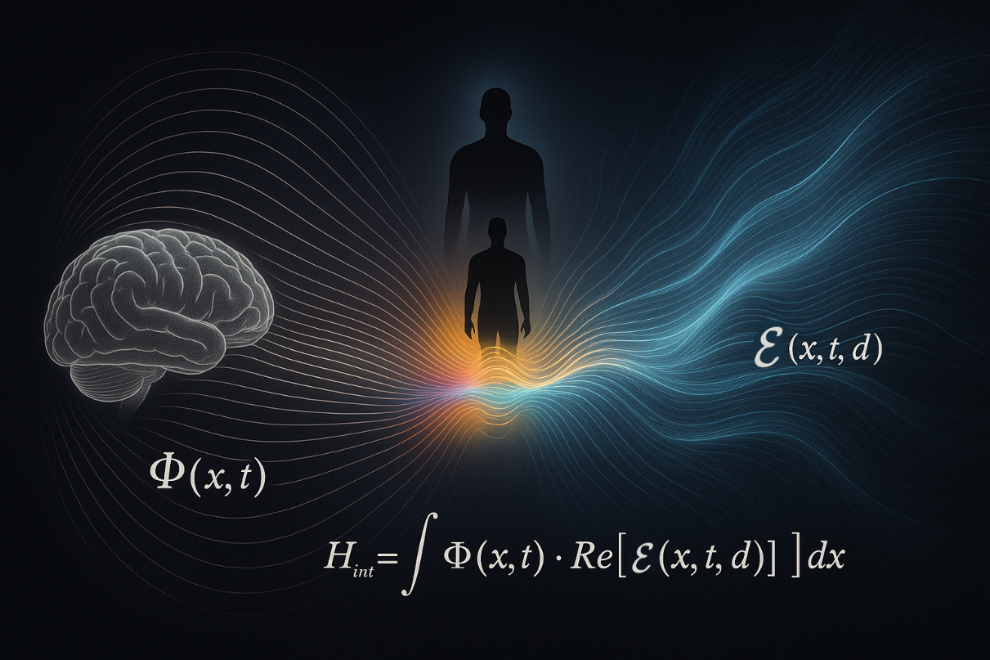 ℰ(x, t, d)
Φ(x, t)
H_int = ∫ Φ(x, t) · Re[ℰ(x, t, d)] ] dx